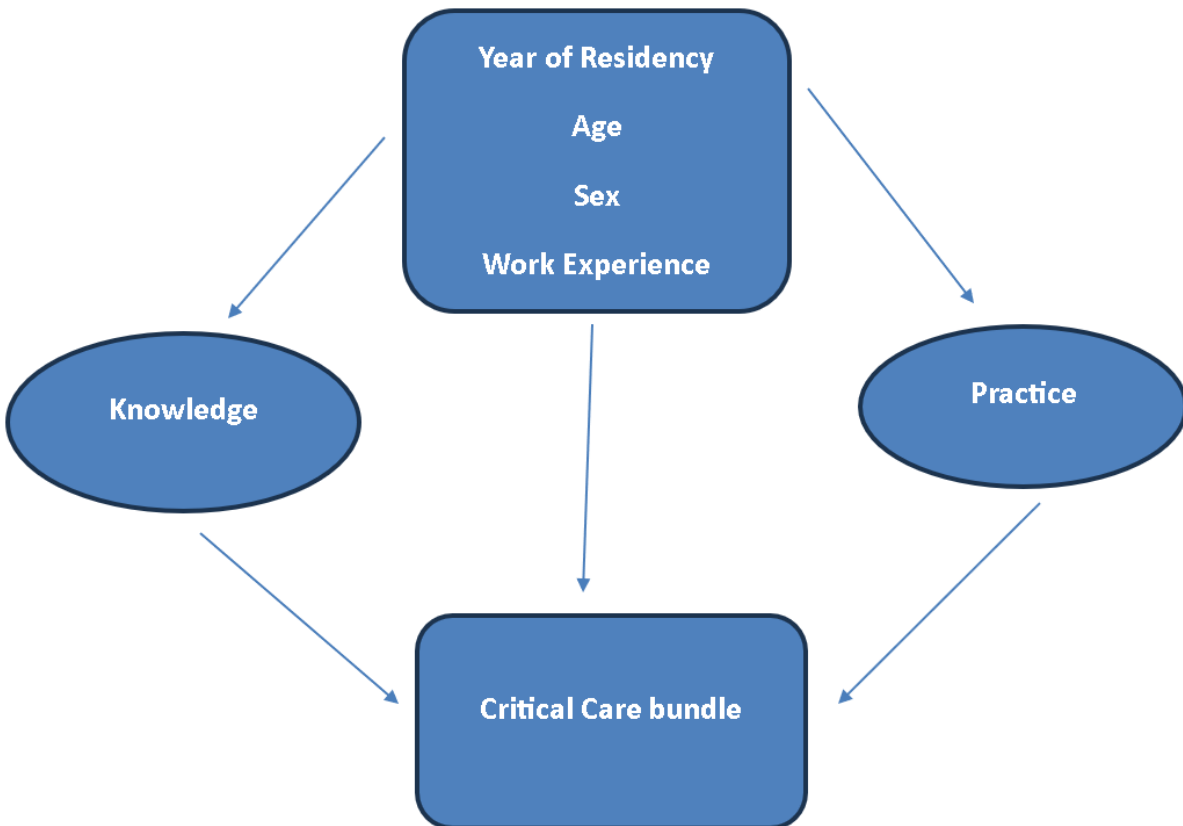 Year of Residency
Age
Sex
Work Experience
Knowledge
Practice
Critical Care bundle